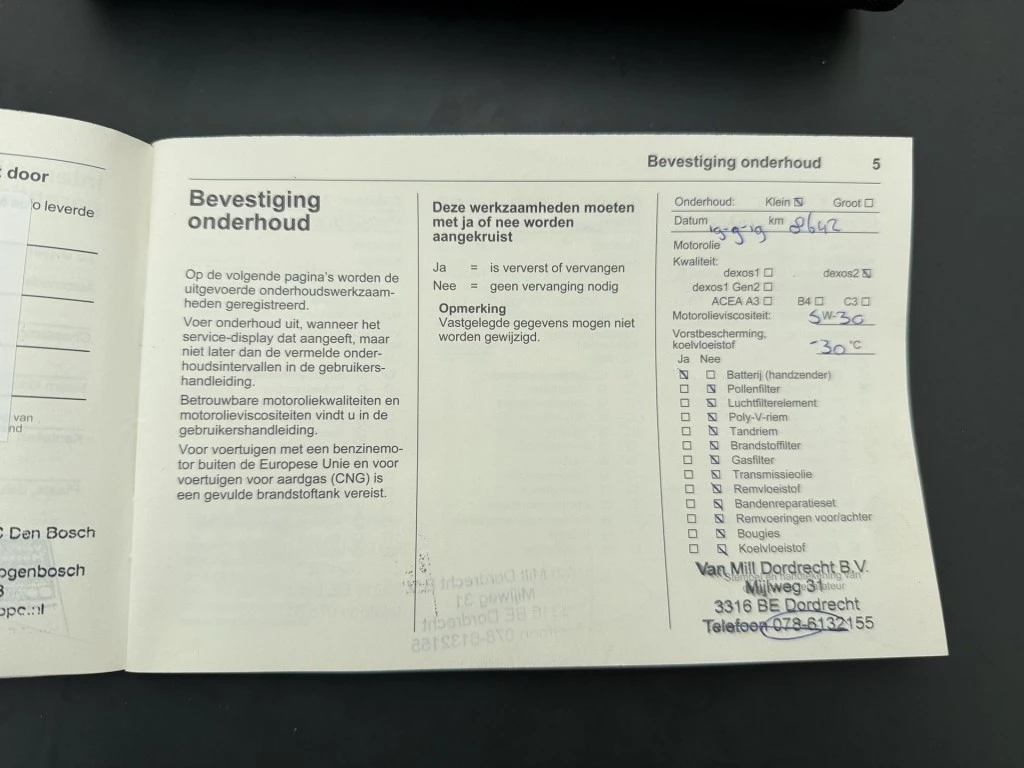 door
o leverde
van
nd
Den Bosch
ogenbosch
Bevestiging onderhoud 5
Bevestiging
onderhoud
Op de volgende pagina's worden de
uitgevoerde onderhoudswerkzaam-
heden geregistreerd.
Voer onderhoud uit, wanneer het
service-display dat aangeeft, maar
niet later dan de vermelde onder-
houdsintervallen in de gebruikers-
handleiding.
Betrouwbare motoroliekwaliteiten en
motorolieviscositeiten vindt u in de
gebruikershandleiding.
Voor voertuigen met een benzinemo-
tor buiten de Europese Unie en voor
voertuigen voor aardgas (CNG) is
een gevulde brandstoftank vereist.
Deze werkzaamheden moeten
met ja of nee worden
aangekruist
Ja = is ververst of vervangen
Nee = geen vervanging nodig
Opmerking
Vastgelegde gegevens mogen niet
worden gewijzigd.
Onderhoud: Klein Groot
Datum 19-9-19 km 8642
Motorolie
Kwaliteit:
dexos1 dexos2
dexos1 Gen2
ACEA A3 B4 C3
Motorolieviscositeit: 5W-30
Vorstbescherming,
koelvloeistof -30 °C
Ja Nee
Batterij (handzender)
Pollenfilter
Luchtfilterelement
Poly-V-riem
Tandriem
Brandstoffilter
Gasfilter
Transmissieolie
Remvloeistof
Bandenreparatieset
Remvoeringen voor/achter
Bougies
Koelvloeistof
Van Mill Dordrecht B.V.
Mijlweg 31
3316 BE Dordrecht
Telefoon 078-6132155